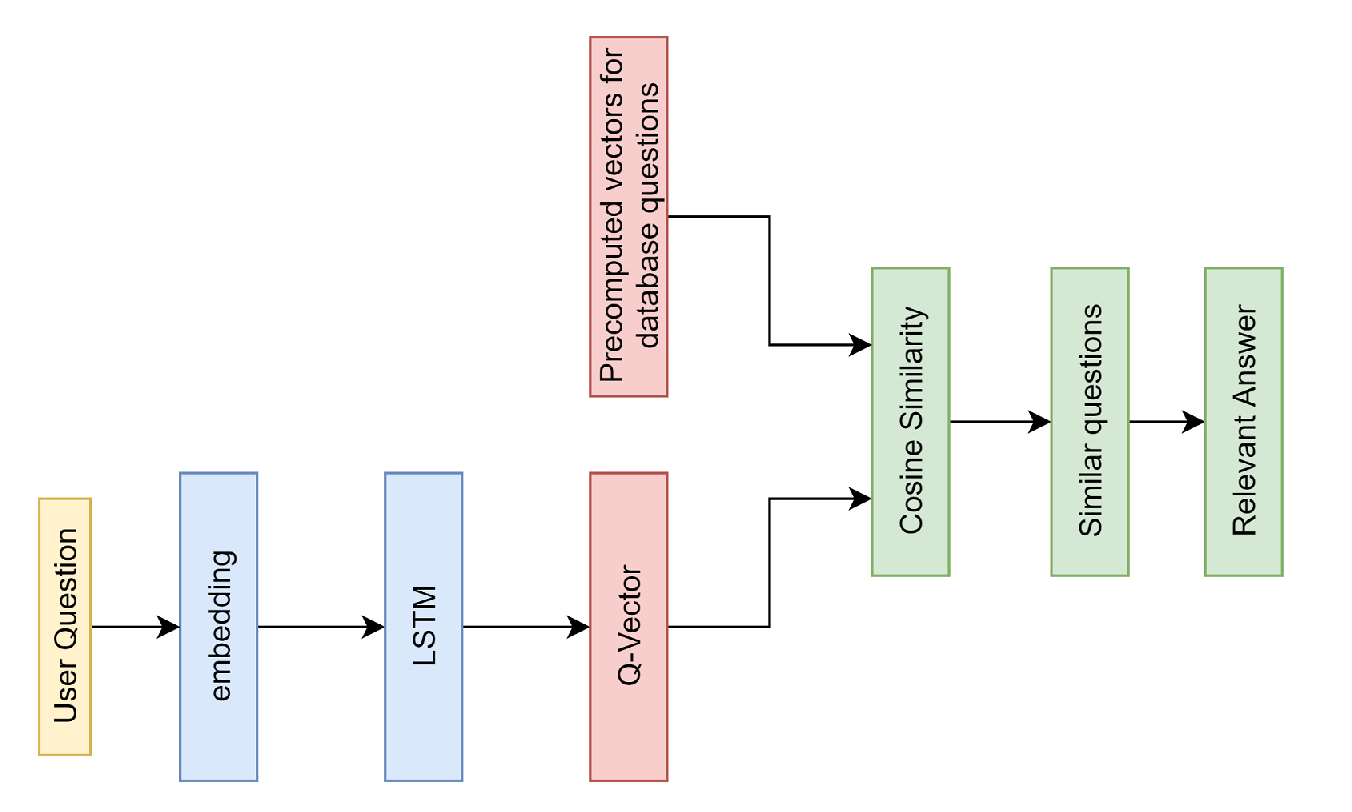 User Question
embedding
LSTM
Q-Vector
Precomputed vectors for
database questions
Cosine Similarity
Similar questions
Relevant Answer